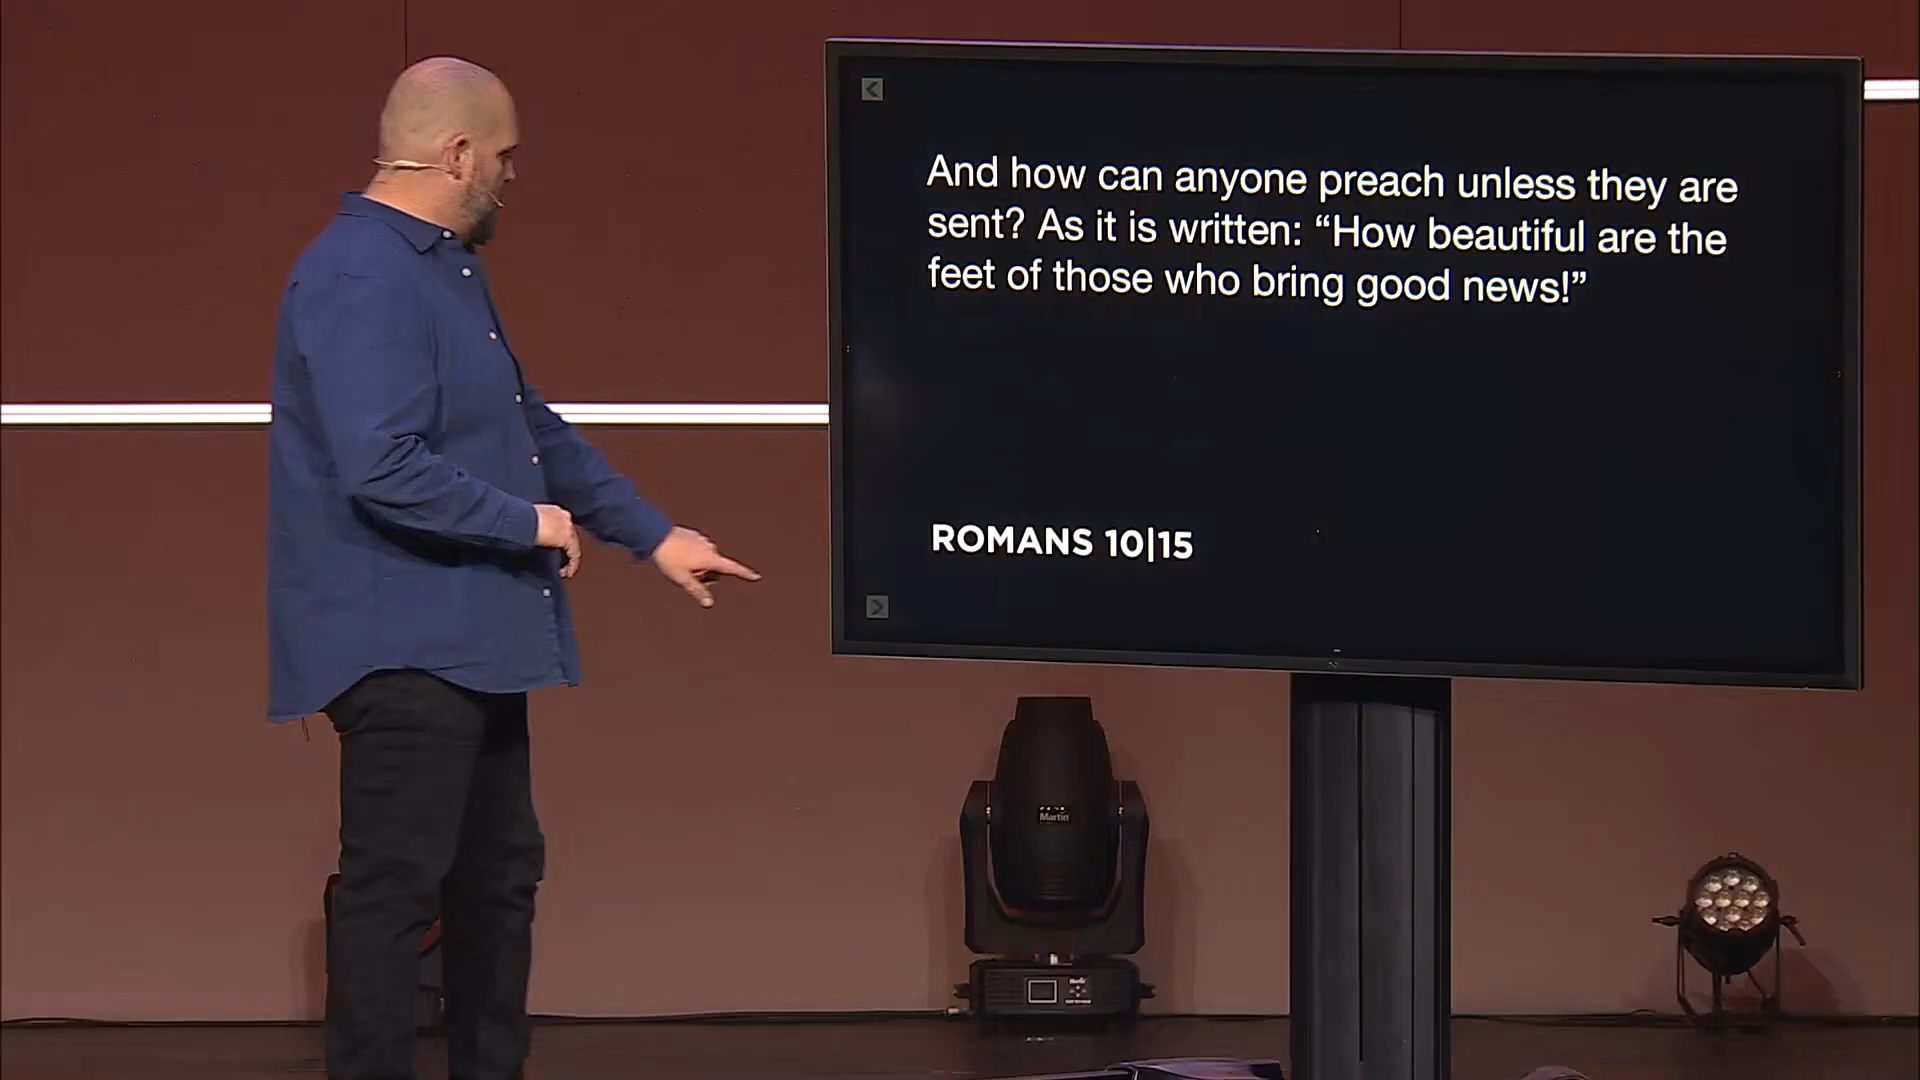 And how can anyone preach unless they are
sent? As it is written: “How beautiful are the
feet of those who bring good news!”
ROMANS 10|15
Martin